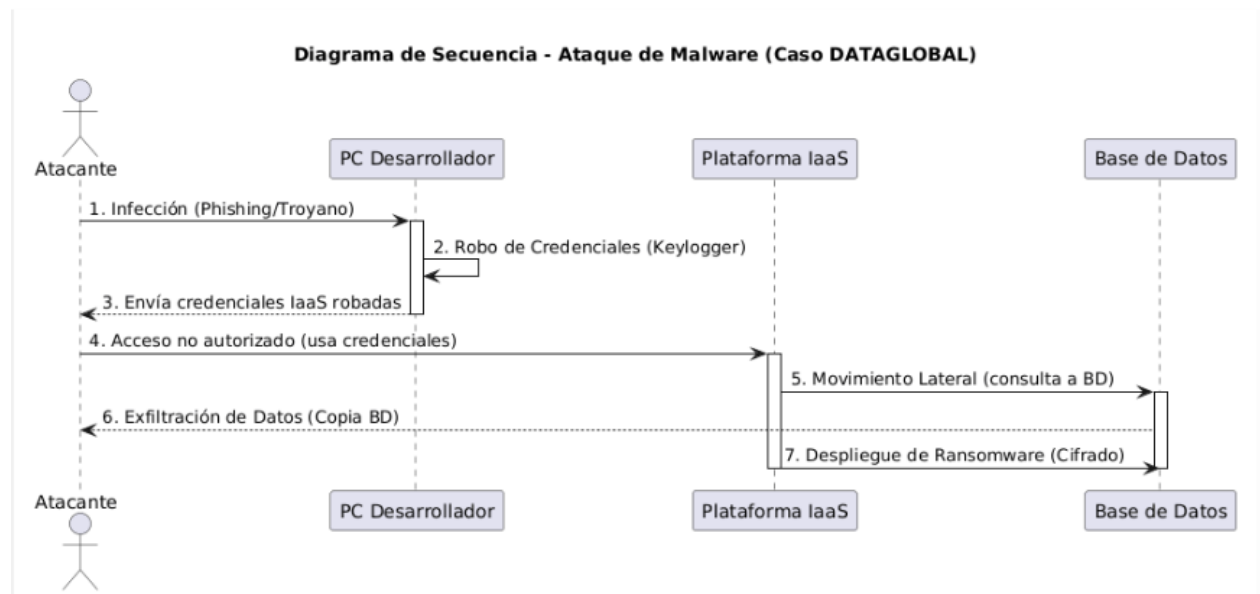 Diagrama de Secuencia - Ataque de Malware (Caso DATAGLOBAL)
Atacante
PC Desarrollador
Plataforma IaaS
Base de Datos
1. Infección (Phishing/Troyano)
2. Robo de Credenciales (Keylogger)
3. Envía credenciales IaaS robadas
4. Acceso no autorizado (usa credenciales)
5. Movimiento Lateral (consulta a BD)
6. Exfiltración de Datos (Copia BD)
7. Despliegue de Ransomware (Cifrado)
Atacante
PC Desarrollador
Plataforma IaaS
Base de Datos